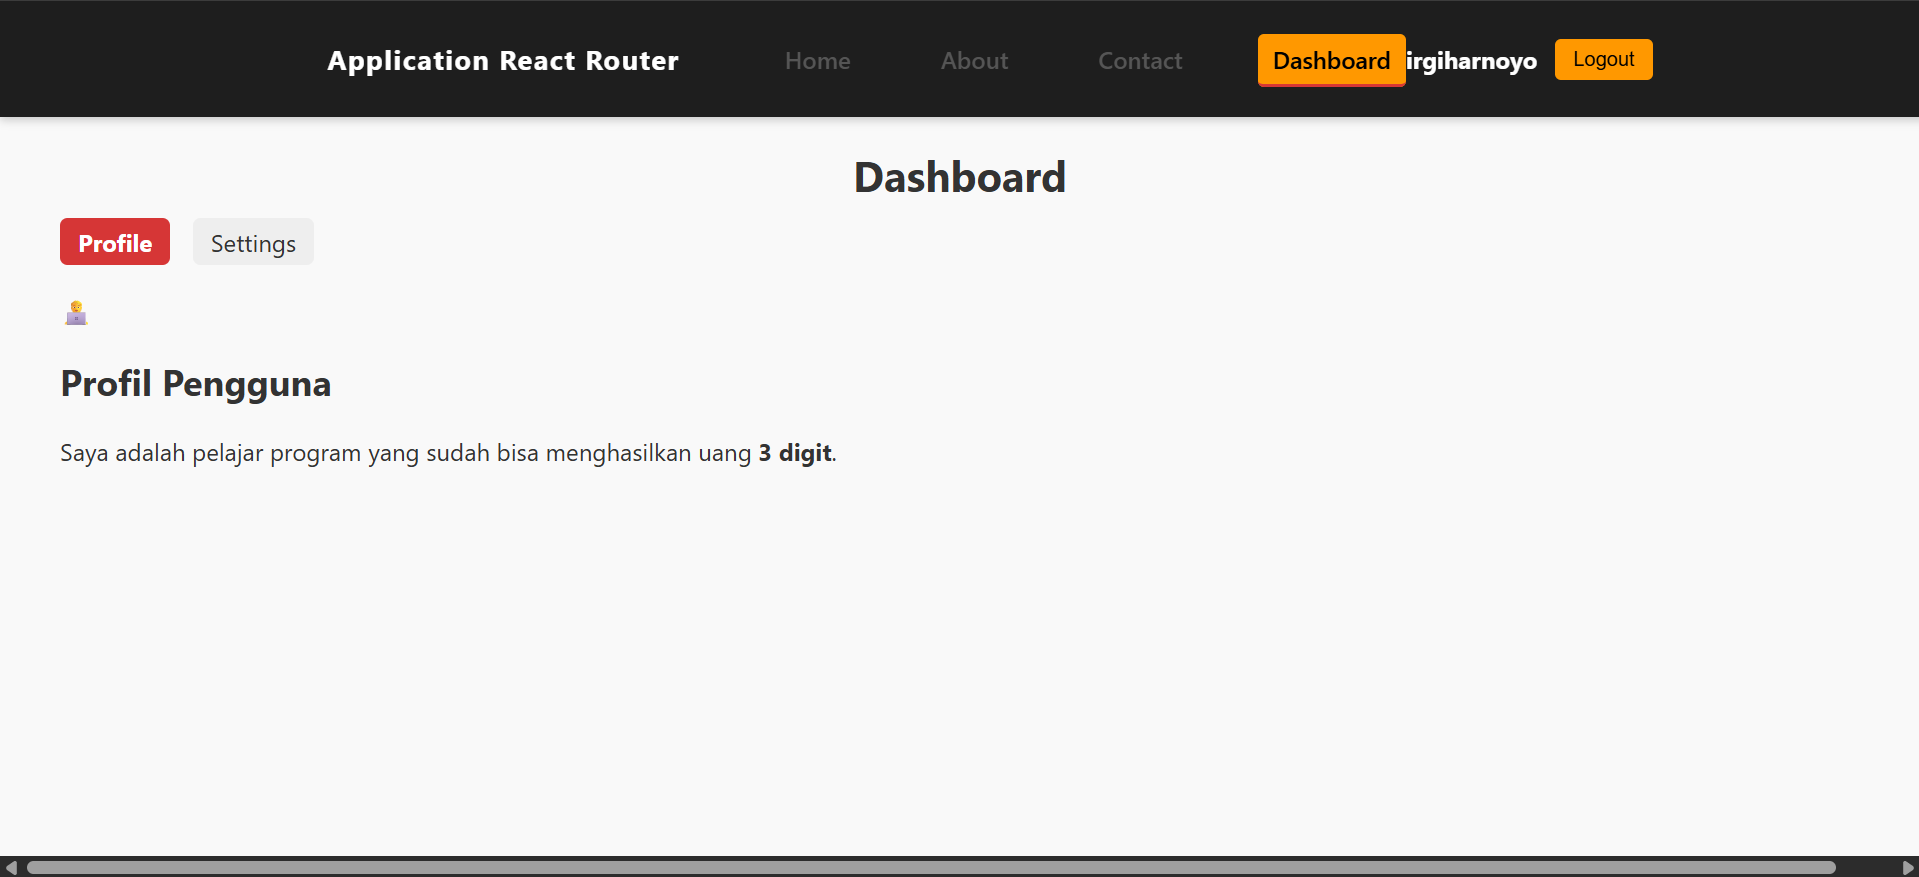 Application React Router Home About Contact Dashboard irgiharnoyo Logout
Dashboard
Profile Settings
Profil Pengguna
Saya adalah pelajar program yang sudah bisa menghasilkan uang 3 digit.